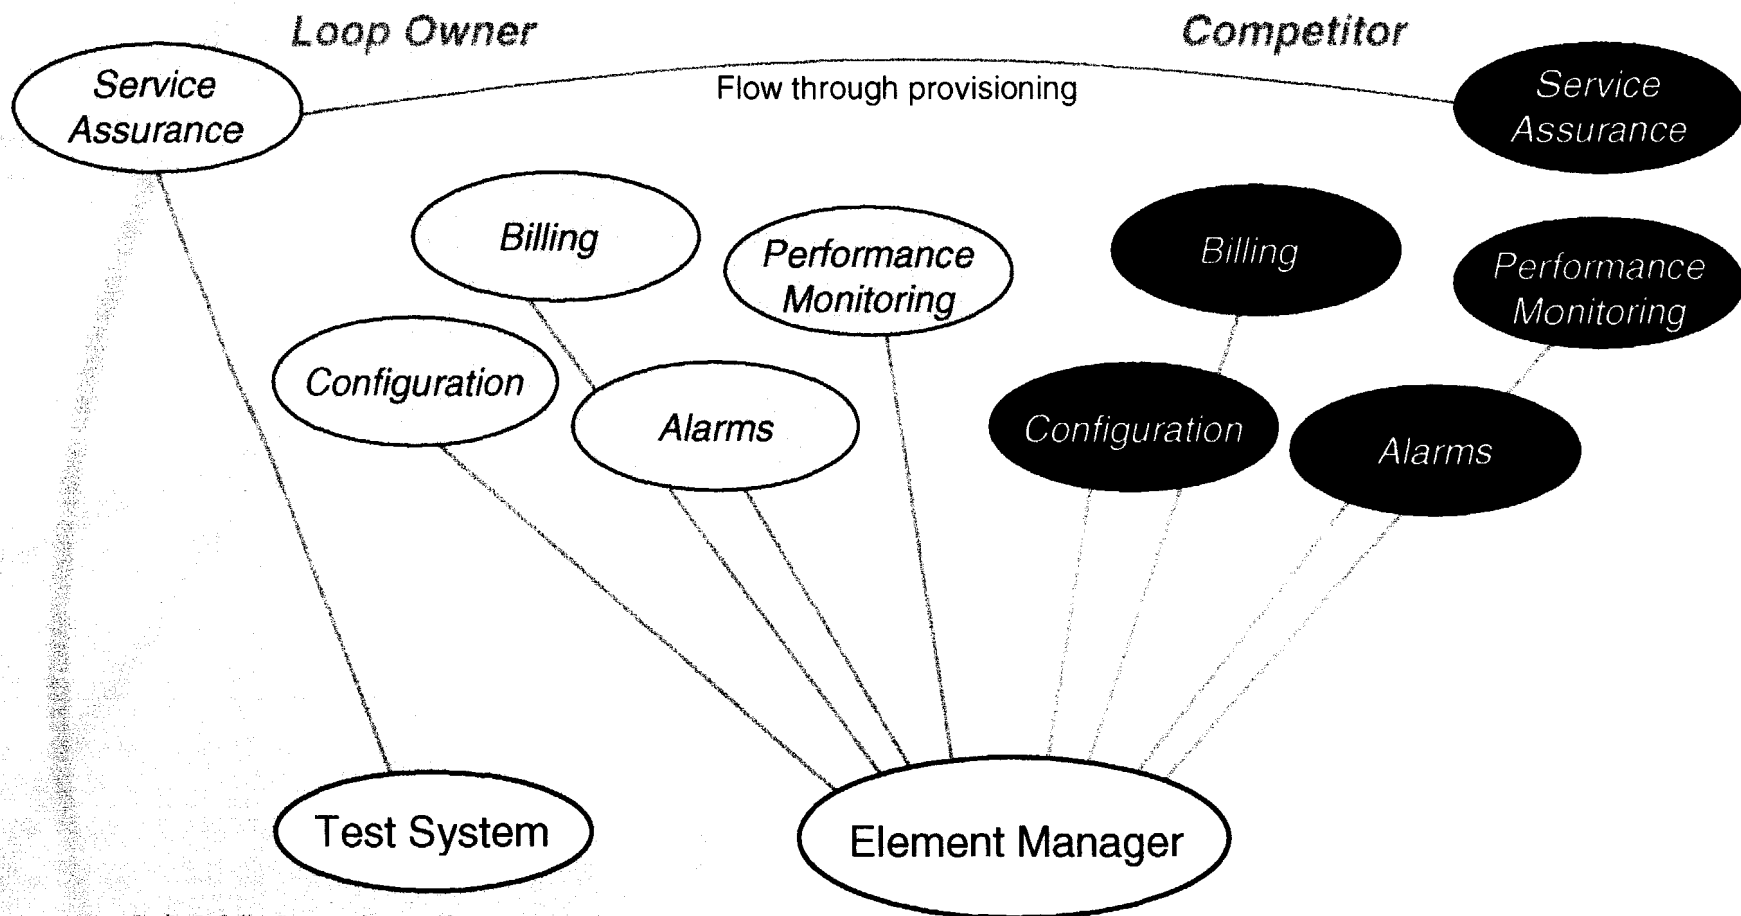 Loop Owner
Competitor
Service
Assurance
Flow through provisioning
Service
Assurance
Billing
Performance
Monitoring
Billing
Performance
Monitoring
Configuration
Alarms
Configuration
Alarms
Test System
Element Manager